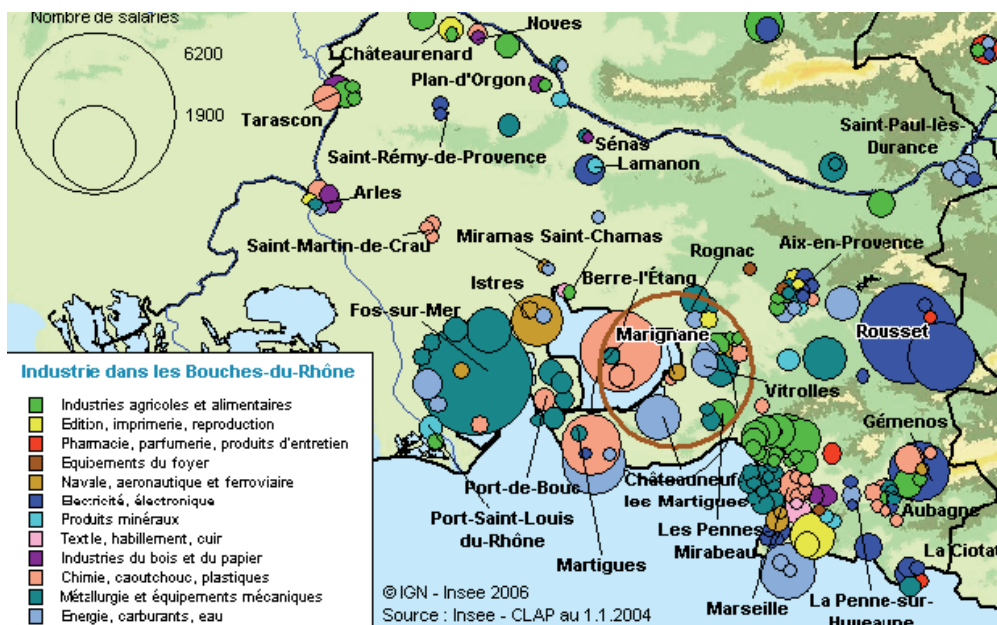 Nombre de salariés
6200
1900
Noves
Châteaurenard
Plan-d'Orgon
Tarascon
Saint-Rémy-de-Provence
Sénas
Lamanon
Saint-Paul-lès-
Durance
Arles
Saint-Martin-de-Crau
Miramas
Saint-Chamas
Rognac
Aix-en-Provence
Istres
Berre-l'Étang
Fos-sur-Mer
Marignane
Rousset
Vitrolles
Gémenos
Port-de-Bouc
Châteauneuf
les Martigues
Aubagne
Port-Saint-Louis
du-Rhône
Les Pennes
Mirabeau
Martigues
La Ciotat
Marseille
La Penne-sur-
Huveaune
Industrie dans les Bouches-du-Rhône
Industries agricoles et alimentaires
Edition, imprimerie, reproduction
Pharmacie, parfumerie, produits d'entretien
Equipements du foyer
Navale, aeronautique et ferroviaire
Electricité, électronique
Produits minéraux
Textile, habillement, cuir
Industries du bois et du papier
Chimie, caoutchouc, plastiques
Métallurgie et équipements mécaniques
Energie, carburants, eau
© IGN - Insee 2006
Source : Insee - CLAP au 1.1.2004